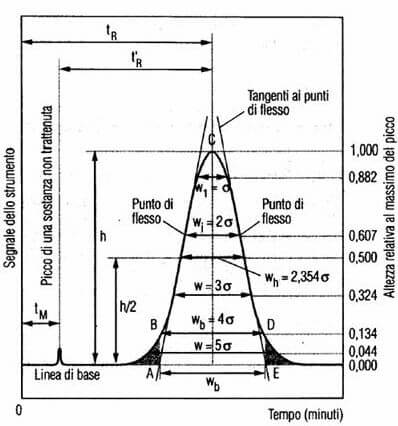 t_R
t'_R
Tangenti ai punti
di flesso
C
Altezza relativa al massimo del picco
1,000
0,882
w₁ = σ
Punto di
flesso
Punto di
flesso
w_i = 2σ
0,607
0,500
w_h = 2,354σ
h
w = 3σ
0,324
h/2
B
w_b = 4σ
D
0,134
w = 5σ
0,044
0,000
t_M
Linea di base
A
w_b
E
0
Tempo (minuti)
Segnale dello strumento
Picco di una sostanza non trattenuta